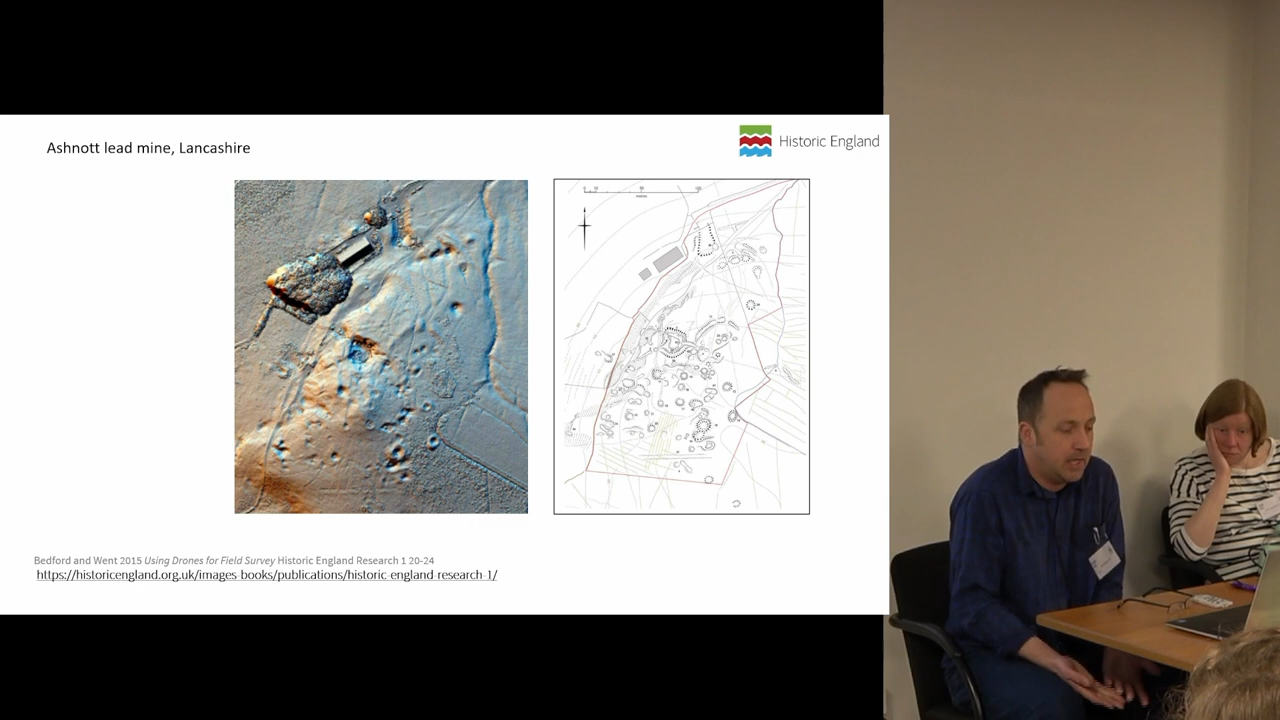 Ashnott lead mine, Lancashire
Historic England
Bedford and Went 2015 Using Drones for Field Survey Historic England Research 1 20-24
https://historicengland.org.uk/images-books/publications/historic-england-research-1/